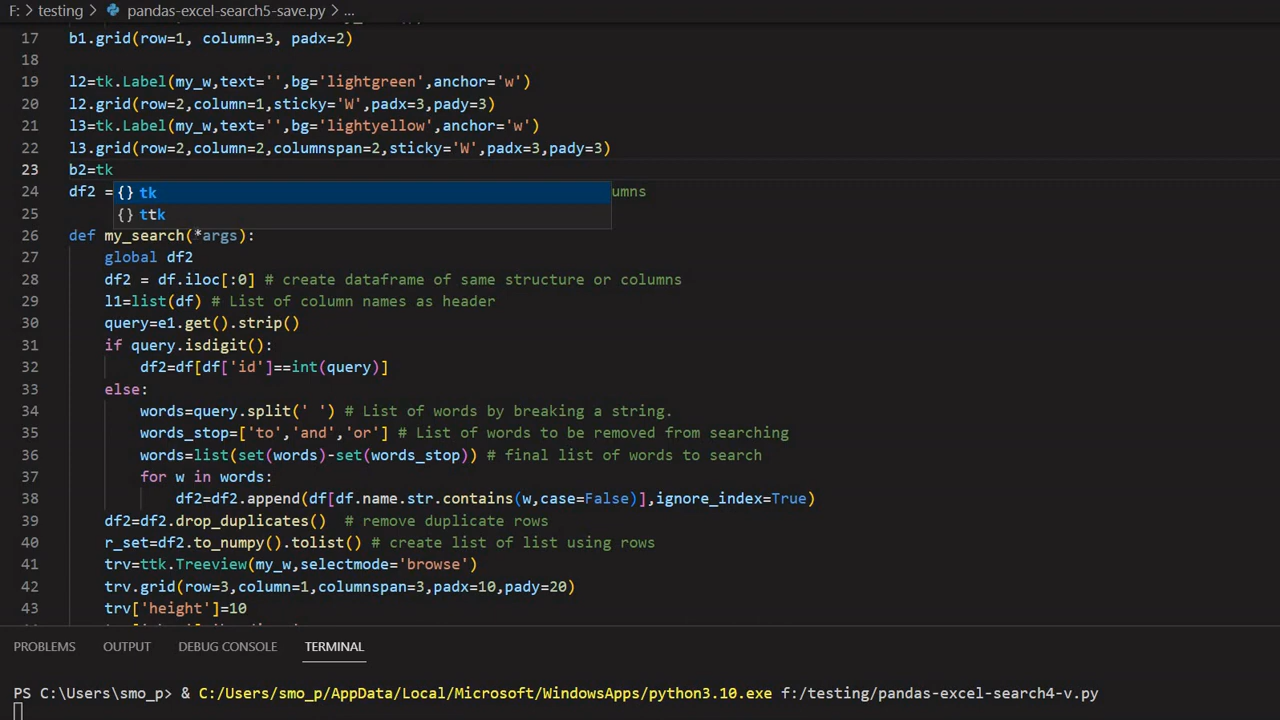 F: > testing > pandas-excel-search5-save.py > ...
17 b1.grid(row=1, column=3, padx=2)
18
19 l2=tk.Label(my_w,text='',bg='lightgreen',anchor='w')
20 l2.grid(row=2,column=1,sticky='W',padx=3,pady=3)
21 l3=tk.Label(my_w,text='',bg='lightyellow',anchor='w')
22 l3.grid(row=2,column=2,columnspan=2,sticky='W',padx=3,pady=3)
23 b2=tk
{} tk
24 df2 = umns
{} ttk
25
26 def my_search(*args):
27     global df2
28     df2 = df.iloc[:0] # create dataframe of same structure or columns
29     l1=list(df) # List of column names as header
30     query=e1.get().strip()
31     if query.isdigit():
32         df2=df[df['id']==int(query)]
33     else:
34         words=query.split(' ') # List of words by breaking a string.
35         words_stop=['to','and','or'] # List of words to be removed from searching
36         words=list(set(words)-set(words_stop)) # final list of words to search
37         for w in words:
38             df2=df2.append(df[df.name.str.contains(w,case=False)],ignore_index=True)
39     df2=df2.drop_duplicates()  # remove duplicate rows
40     r_set=df2.to_numpy().tolist() # create list of list using rows
41     trv=ttk.Treeview(my_w,selectmode='browse')
42     trv.grid(row=3,column=1,columnspan=3,padx=10,pady=20)
43     trv['height']=10
PROBLEMS OUTPUT DEBUG CONSOLE TERMINAL
PS C:\Users\smo_p> & C:/Users/smo_p/AppData/Local/Microsoft/WindowsApps/python3.10.exe f:/testing/pandas-excel-search4-v.py